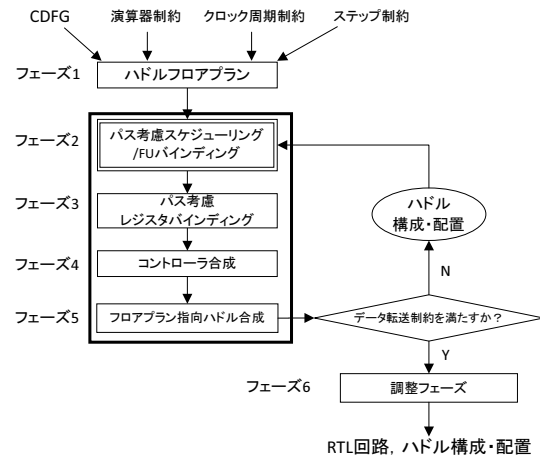 CDFG
演算器制約
クロック周期制約
ステップ制約
フェーズ1
ハドルフロアプラン
フェーズ2
パス考慮スケジューリング
/FUバインディング
フェーズ3
パス考慮
レジスタバインディング
ハドル
構成・配置
フェーズ4
コントローラ合成
N
フェーズ5
フロアプラン指向ハドル合成
データ転送制約を満たすか？
Y
フェーズ6
調整フェーズ
RTL回路，ハドル構成・配置